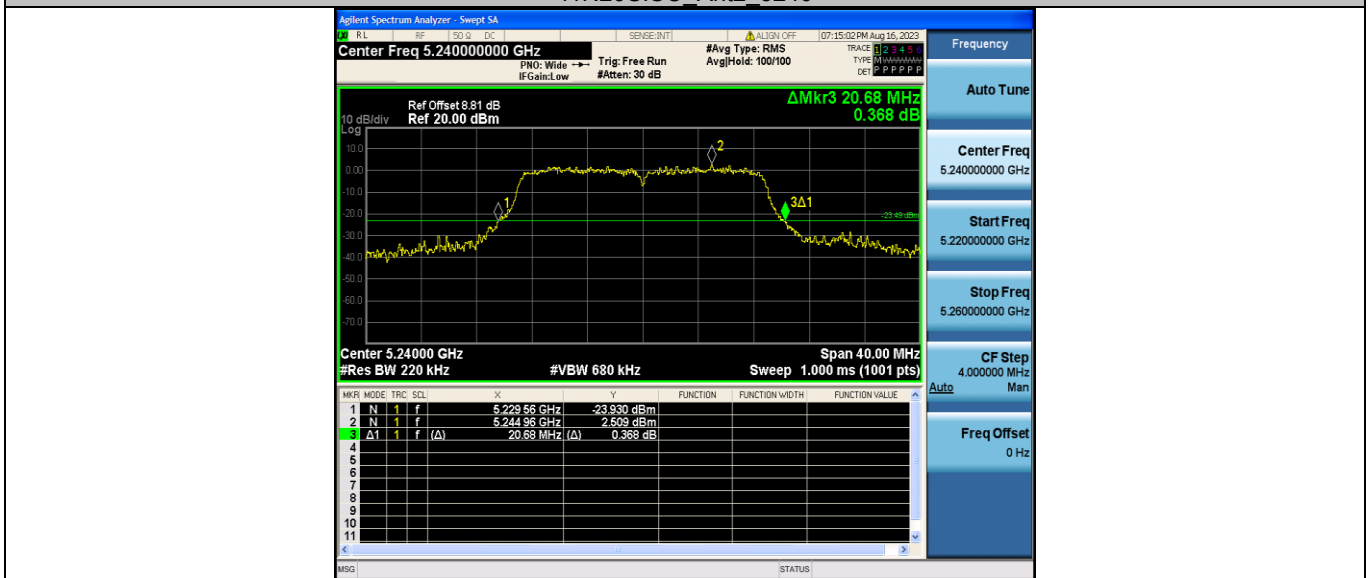 Agilent Spectrum Analyzer - Swept SA
RL RF 50 Ω DC SENSE:INT ALIGN OFF 07:15:02 PM Aug 16, 2023
Center Freq 5.240000000 GHz
PNO: Wide
IFGain:Low
Trig: Free Run
#Atten: 30 dB
#Avg Type: RMS
Avg|Hold: 100/100
TRACE 1 2 3 4 5 6
TYPE M
DET P P P P P P
ΔMkr3 20.68 MHz
0.368 dB
Ref Offset 8.81 dB
10 dB/div Ref 20.00 dBm
Log
10.0
0.00
-10.0
-20.0
-30.0
-40.0
-50.0
-60.0
-70.0
1
2
3Δ1
-23.49 dBm
Center 5.24000 GHz Span 40.00 MHz
#Res BW 220 kHz #VBW 680 kHz Sweep 1.000 ms (1001 pts)
MKR MODE TRC SCL X Y FUNCTION FUNCTION WIDTH FUNCTION VALUE
1 N 1 f 5.229 56 GHz -23.930 dBm
2 N 1 f 5.244 96 GHz 2.509 dBm
3 Δ1 1 f (Δ) 20.68 MHz (Δ) 0.368 dB
4
5
6
7
8
9
10
11
MSG STATUS
Frequency
Auto Tune
Center Freq
5.240000000 GHz
Start Freq
5.220000000 GHz
Stop Freq
5.260000000 GHz
CF Step
4.000000 MHz
Auto Man
Freq Offset
0 Hz